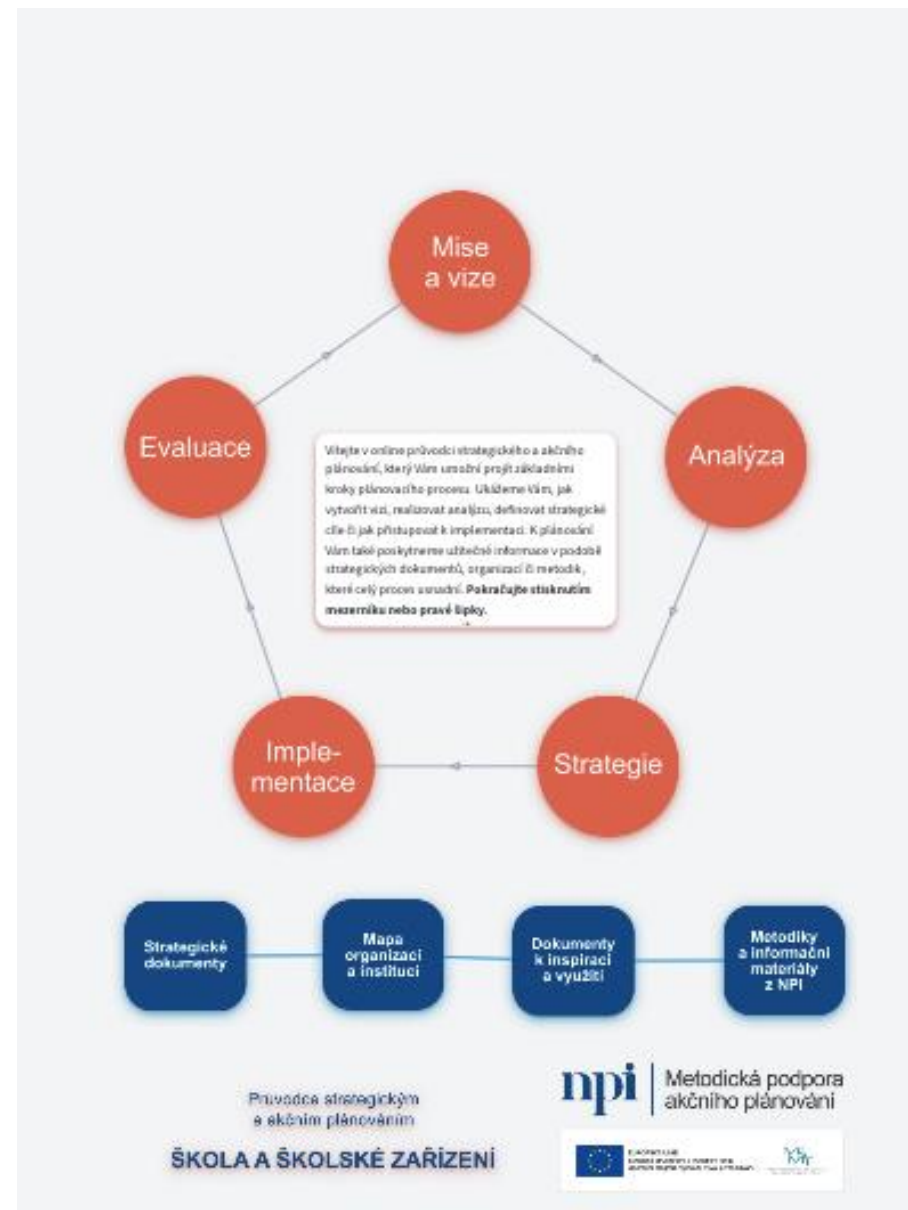 Mise
a vize
Evaluace
Analýza
Vítejte v online průvodci strategického a akčního
plánování, který Vám umožní projít základními
kroky plánovacího procesu. Ukážeme Vám, jak
vytvořit vizi, realizovat analýzu, definovat strategické
cíle či jak přistupovat k implementaci. K plánování
Vám také poskytneme užitečné informace v podobě
strategických dokumentů, organizací či metodik,
které celý proces usnadní. Pokračujte stisknutím
mezerníku nebo pravé šipky.
Imple-
mentace
Strategie
Strategické
dokumenty
Mapa
organizací
a institucí
Dokumenty
k inspiraci
a využití
Metodiky
a informační
materiály
z NPI
Průvodce strategickým
a akčním plánováním
ŠKOLA A ŠKOLSKÉ ZAŘÍZENÍ
npi
Metodická podpora
akčního plánování